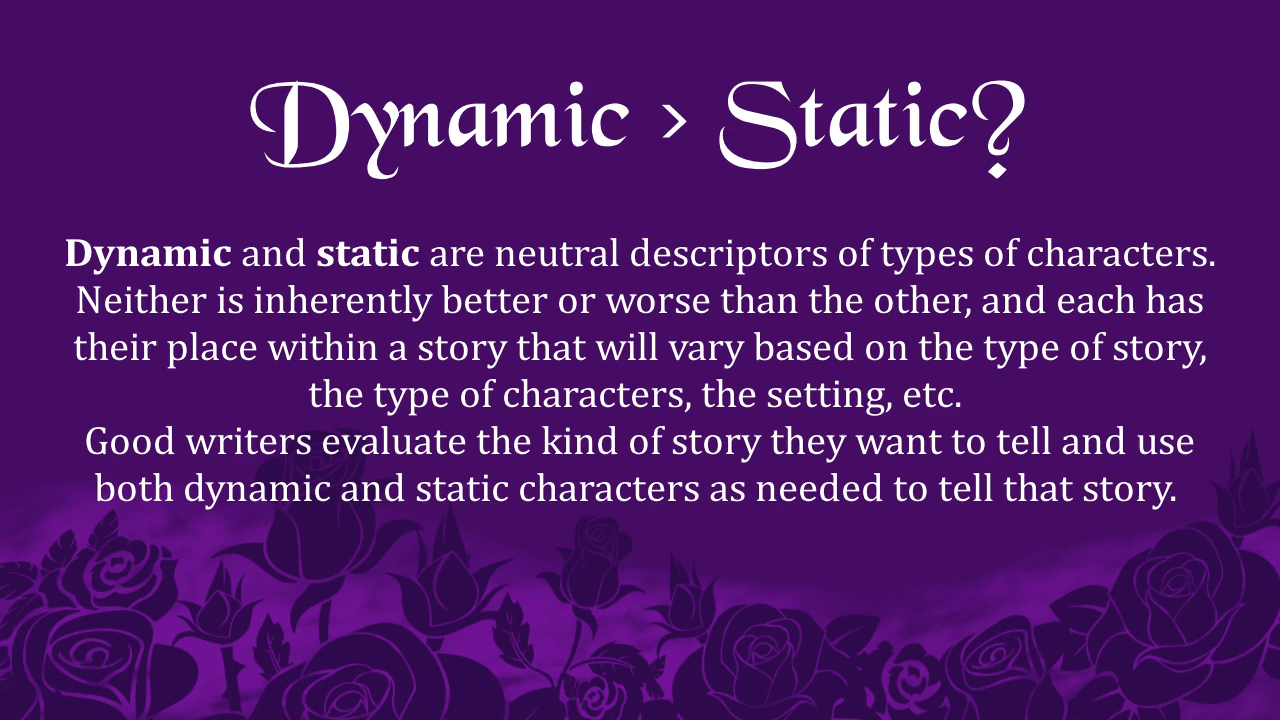 Dynamic > Static?
Dynamic and static are neutral descriptors of types of characters.
Neither is inherently better or worse than the other, and each has
their place within a story that will vary based on the type of story,
the type of characters, the setting, etc.
Good writers evaluate the kind of story they want to tell and use
both dynamic and static characters as needed to tell that story.